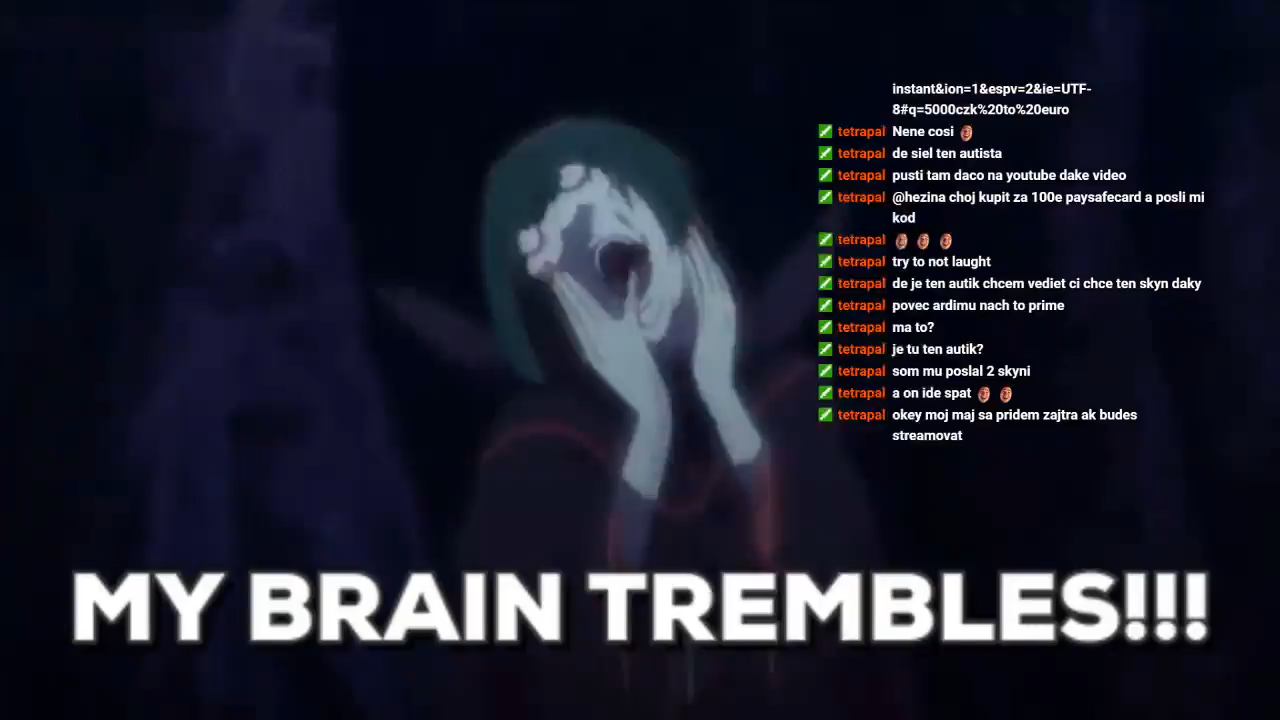 instant&ion=1&espv=2&ie=UTF-
8#q=5000czk%20to%20euro
tetrapal Nene cosi
tetrapal de siel ten autista
tetrapal pusti tam daco na youtube dake video
tetrapal @hezina choj kupit za 100e paysafecard a posli mi
kod
tetrapal
tetrapal try to not laught
tetrapal de je ten autik chcem vediet ci chce ten skyn daky
tetrapal povec ardimu nach to prime
tetrapal ma to?
tetrapal je tu ten autik?
tetrapal som mu poslal 2 skyni
tetrapal a on ide spat
tetrapal okey moj maj sa pridem zajtra ak budes
streamovat
MY BRAIN TREMBLES!!!